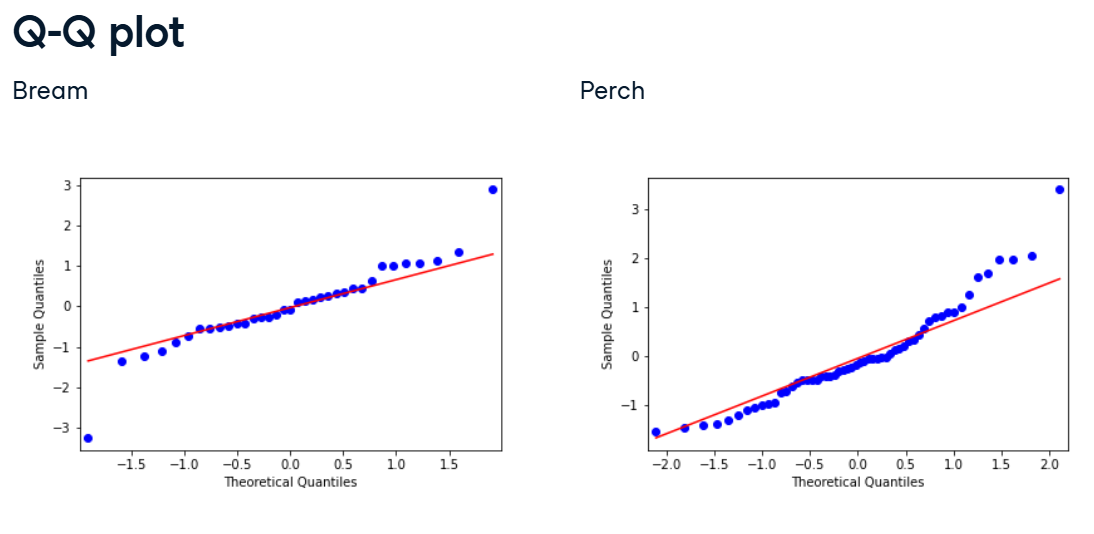 Q-Q plot
Bream
Perch
3
2
1
0
−1
−2
−3
Sample Quantiles
−1.5 −1.0 −0.5 0.0 0.5 1.0 1.5
Theoretical Quantiles
3
2
1
0
−1
Sample Quantiles
−2.0 −1.5 −1.0 −0.5 0.0 0.5 1.0 1.5 2.0
Theoretical Quantiles